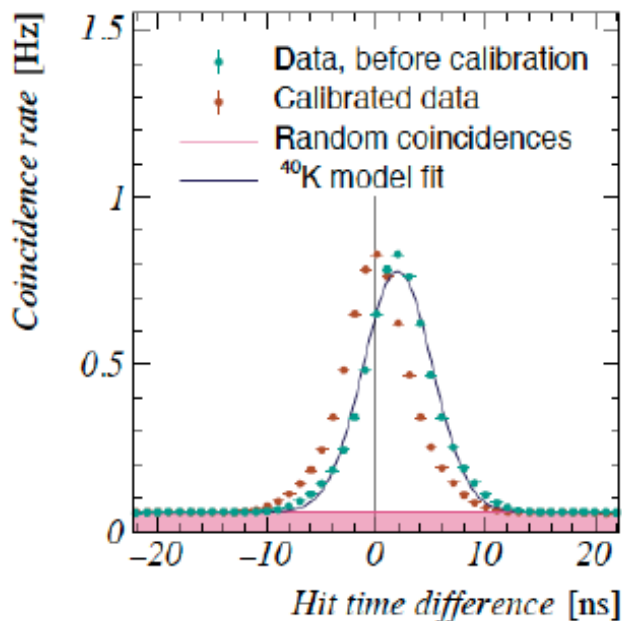 1.5
Data, before calibration
Calibrated data
Random coincidences
⁴⁰K model fit
1
0.5
0
−20
−10
0
10
20
Coincidence rate [Hz]
Hit time difference [ns]